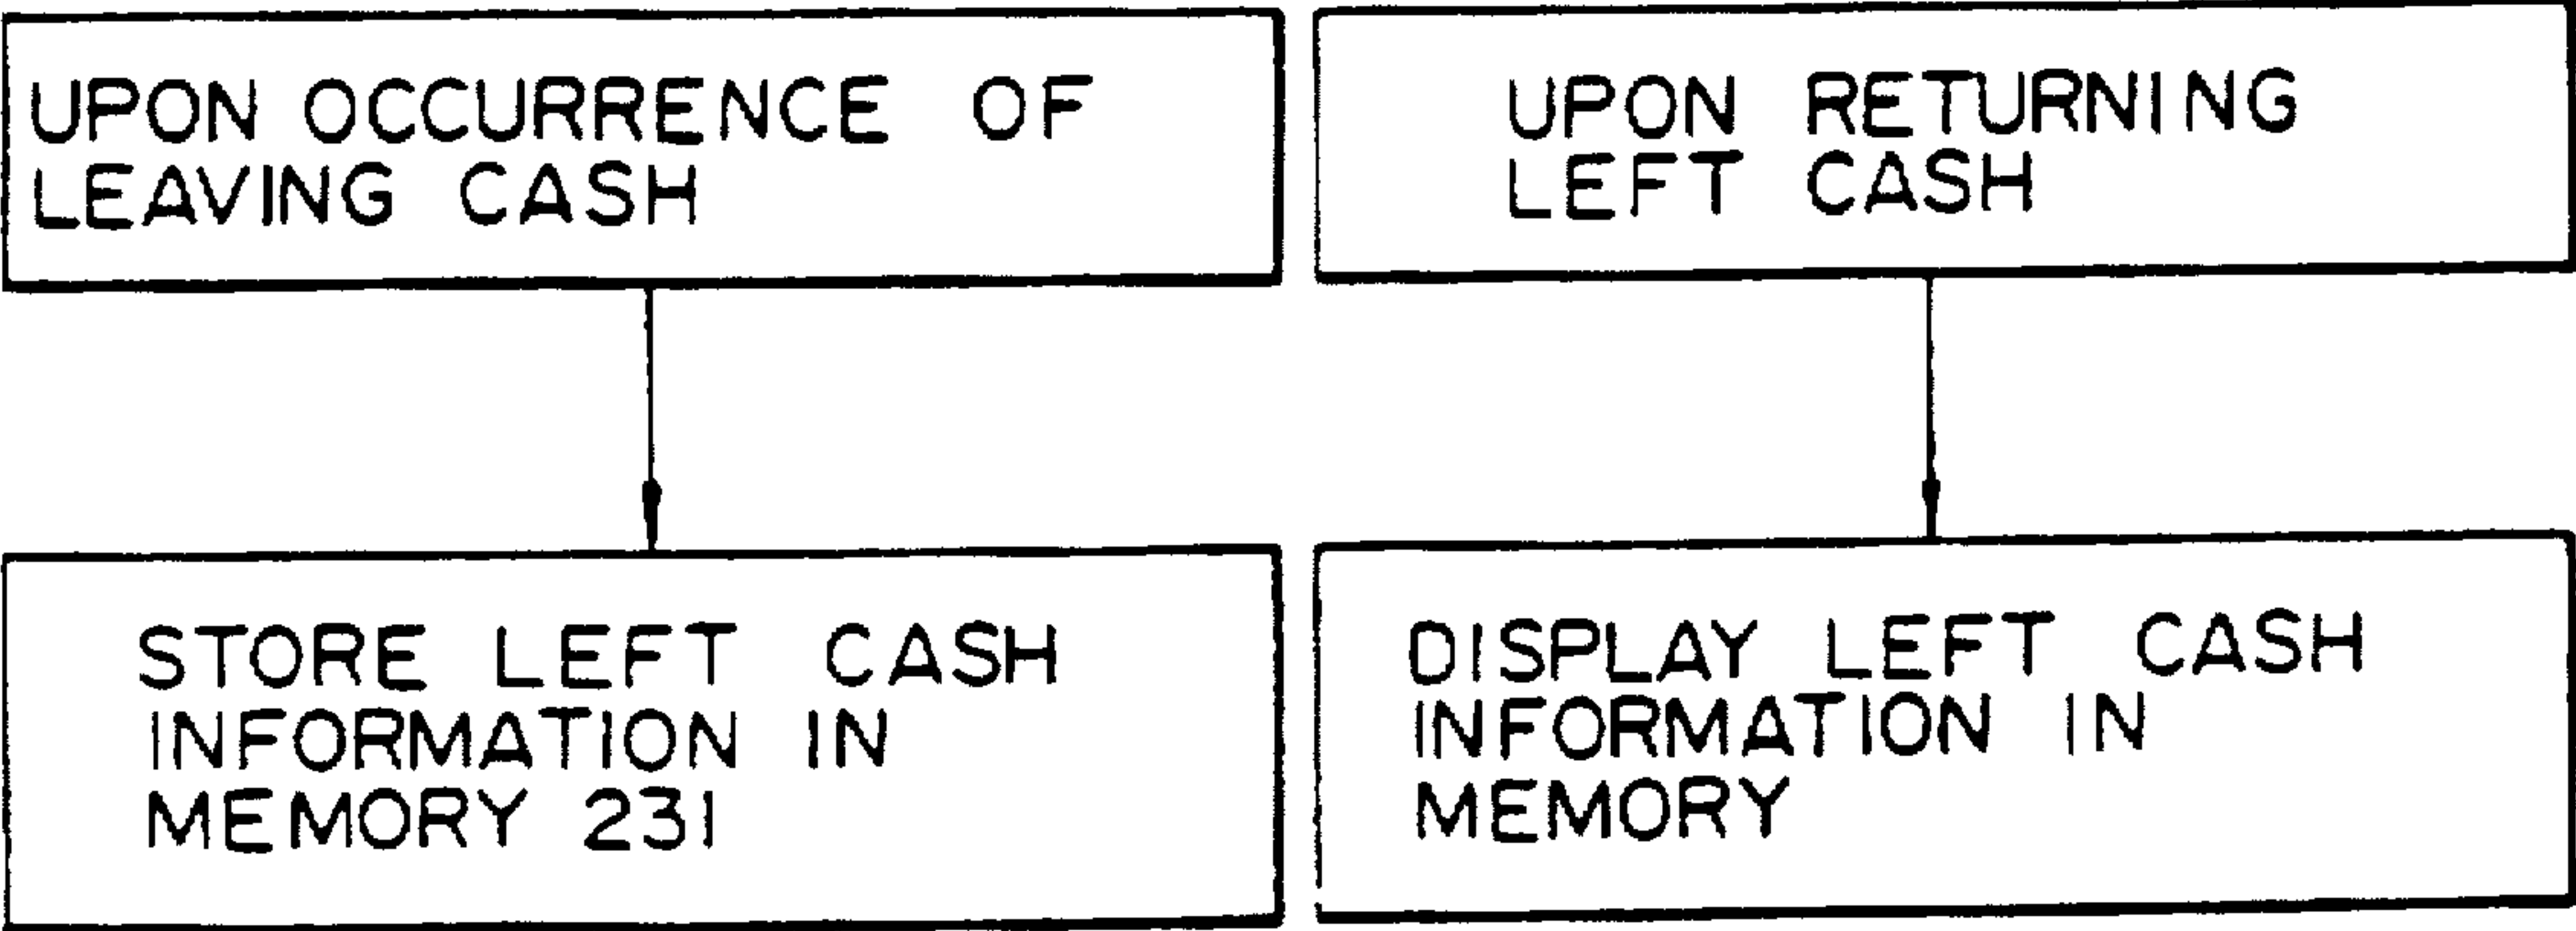 UPON OCCURRENCE OF
LEAVING CASH
UPON RETURNING
LEFT CASH
STORE LEFT CASH
INFORMATION IN
MEMORY 231
DISPLAY LEFT CASH
INFORMATION IN
MEMORY